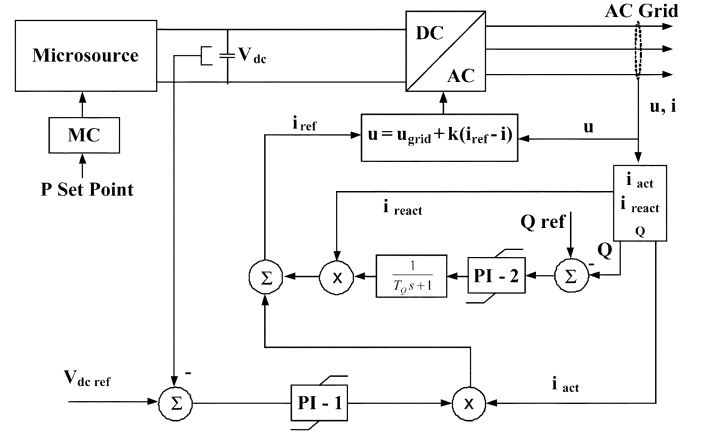 AC Grid
Microsource
V dc
DC
AC
u, i
MC
i ref
u = u grid + k(i ref - i)
u
P Set Point
i act
i react
Q
i react
Q ref
Q
-
Σ
X
1
T Q s + 1
PI - 2
Σ
V dc ref
-
Σ
PI - 1
X
i act